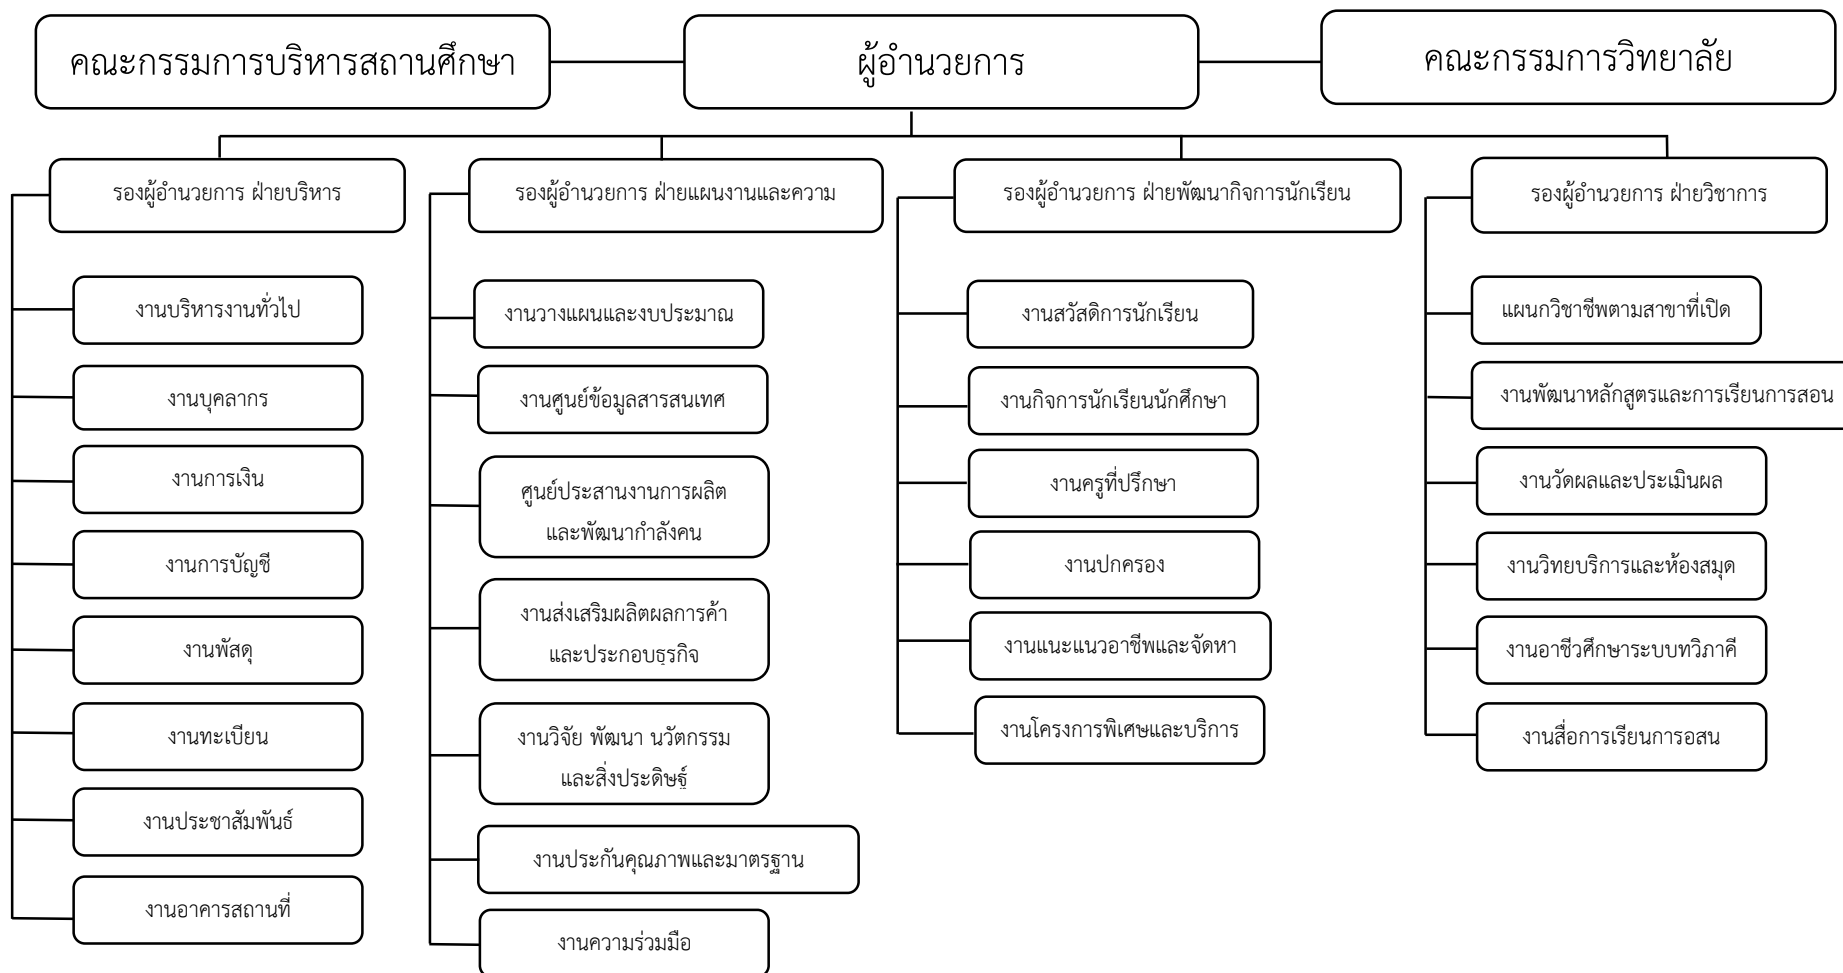 คณะกรรมการบริหารสถานศึกษา
ผู้อำนวยการ
คณะกรรมการวิทยาลัย
รองผู้อำนวยการ ฝ่ายบริหาร
งานบริหารงานทั่วไป
งานบุคลากร
งานการเงิน
งานการบัญชี
งานพัสดุ
งานทะเบียน
งานประชาสัมพันธ์
งานอาคารสถานที่
รองผู้อำนวยการ ฝ่ายแผนงานและความ
งานวางแผนและงบประมาณ
งานศูนย์ข้อมูลสารสนเทศ
ศูนย์ประสานงานการผลิต
และพัฒนากำลังคน
งานส่งเสริมผลิตผลการค้า
และประกอบธุรกิจ
งานวิจัย พัฒนา นวัตกรรม
และสิ่งประดิษฐ์
งานประกันคุณภาพและมาตรฐาน
งานความร่วมมือ
รองผู้อำนวยการ ฝ่ายพัฒนากิจการนักเรียน
งานสวัสดิการนักเรียน
งานกิจการนักเรียนนักศึกษา
งานครูที่ปรึกษา
งานปกครอง
งานแนะแนวอาชีพและจัดหา
งานโครงการพิเศษและบริการ
รองผู้อำนวยการ ฝ่ายวิชาการ
แผนกวิชาชีพตามสาขาที่เปิด
งานพัฒนาหลักสูตรและการเรียนการสอน
งานวัดผลและประเมินผล
งานวิทยบริการและห้องสมุด
งานอาชีวศึกษาระบบทวิภาคี
งานสื่อการเรียนการอสน